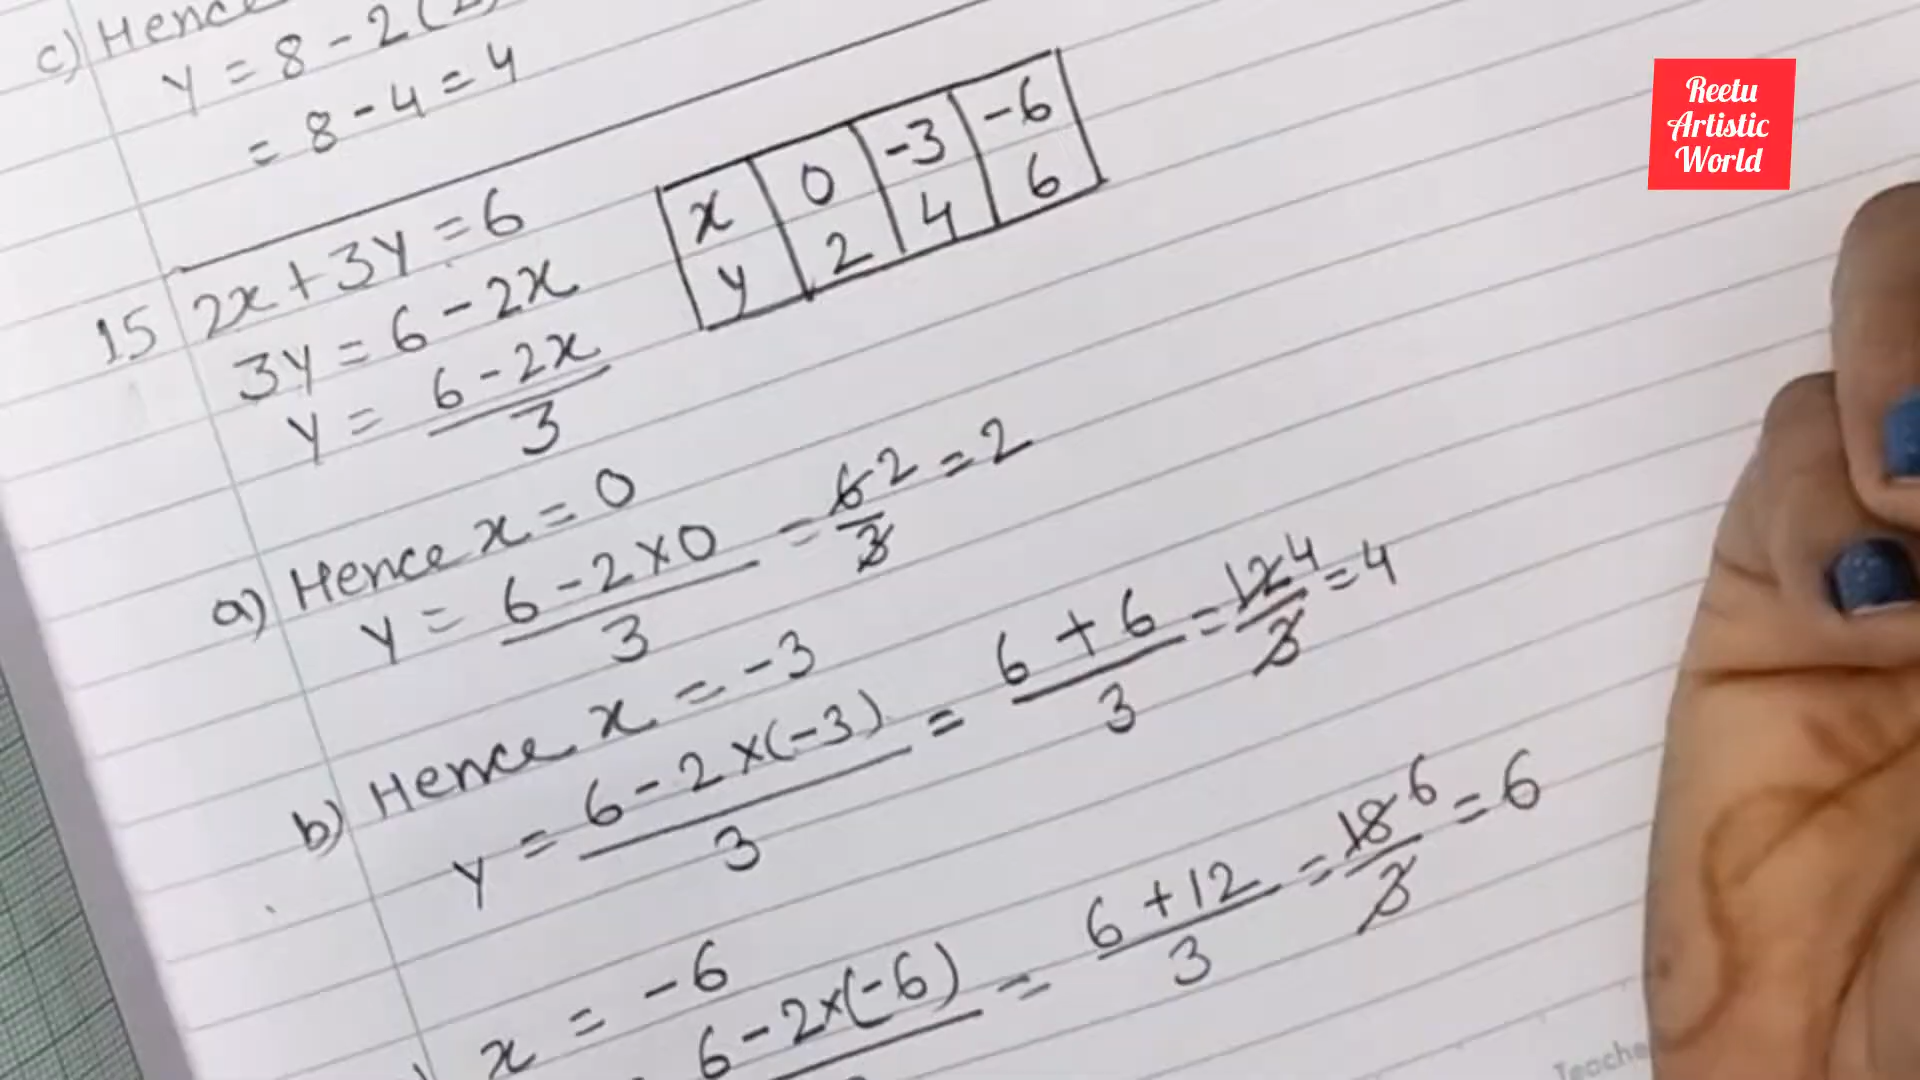 c) Hence
y = 8 - 2(2)
= 8 - 4 = 4
15 2x + 3y = 6
3y = 6 - 2x
y = 6 - 2x / 3
x 0 -3 -6
y 2 4 6
a) Hence x = 0
y = 6 - 2 x 0 / 3 = 6 2 / 3 = 2
b) Hence x = -3
y = 6 - 2 x (-3) / 3 = 6 + 6 / 3 = 12 4 / 3 = 4
x = -6
6 - 2 x (-6) = 6 + 12 / 3 = 18 6 / 3 = 6
Reetu
Artistic
World